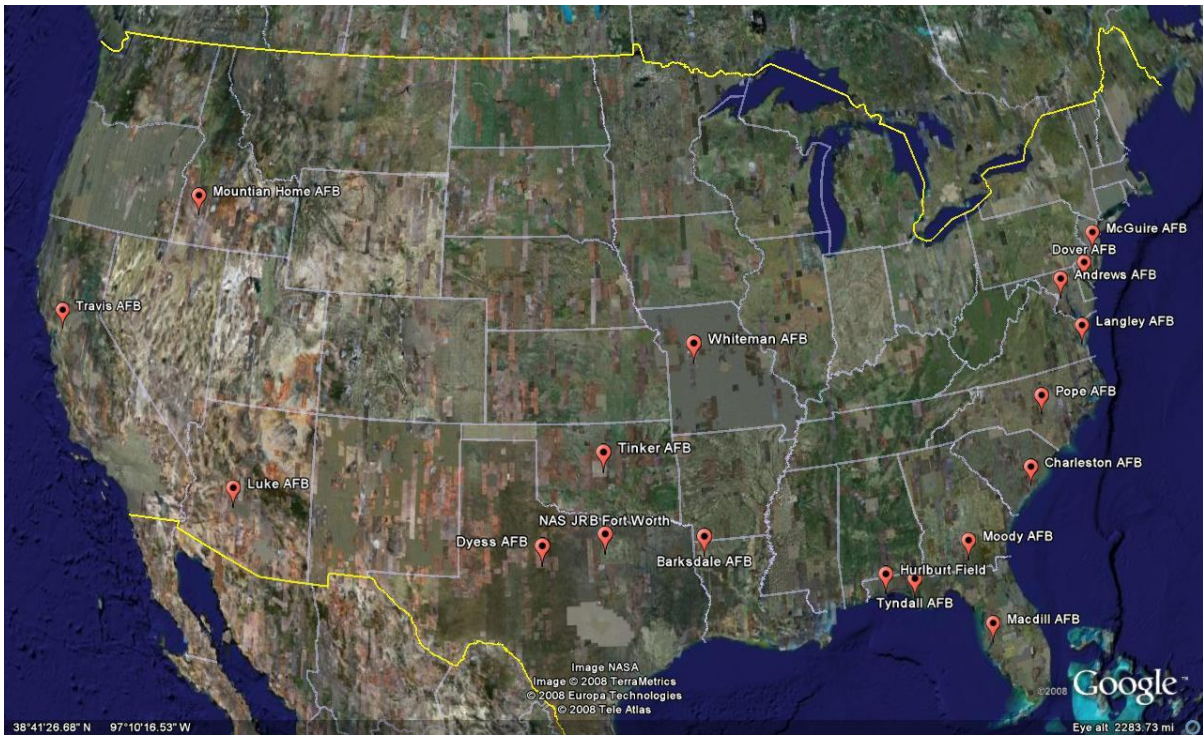 Mountian Home AFB
McGuire AFB
Dover AFB
Andrews AFB
Travis AFB
Langley AFB
Whiteman AFB
Pope AFB
Tinker AFB
Charleston AFB
Luke AFB
NAS JRB Fort Worth
Dyess AFB
Moody AFB
Barksdale AFB
Hurlburt Field
Tyndall AFB
Macdill AFB
Image NASA
Image © 2008 TerraMetrics
© 2008 Europa Technologies
© 2008 Tele Atlas
©2008 Google™
38°41'26.68" N 97°10'16.53" W
Eye alt 2283.73 mi